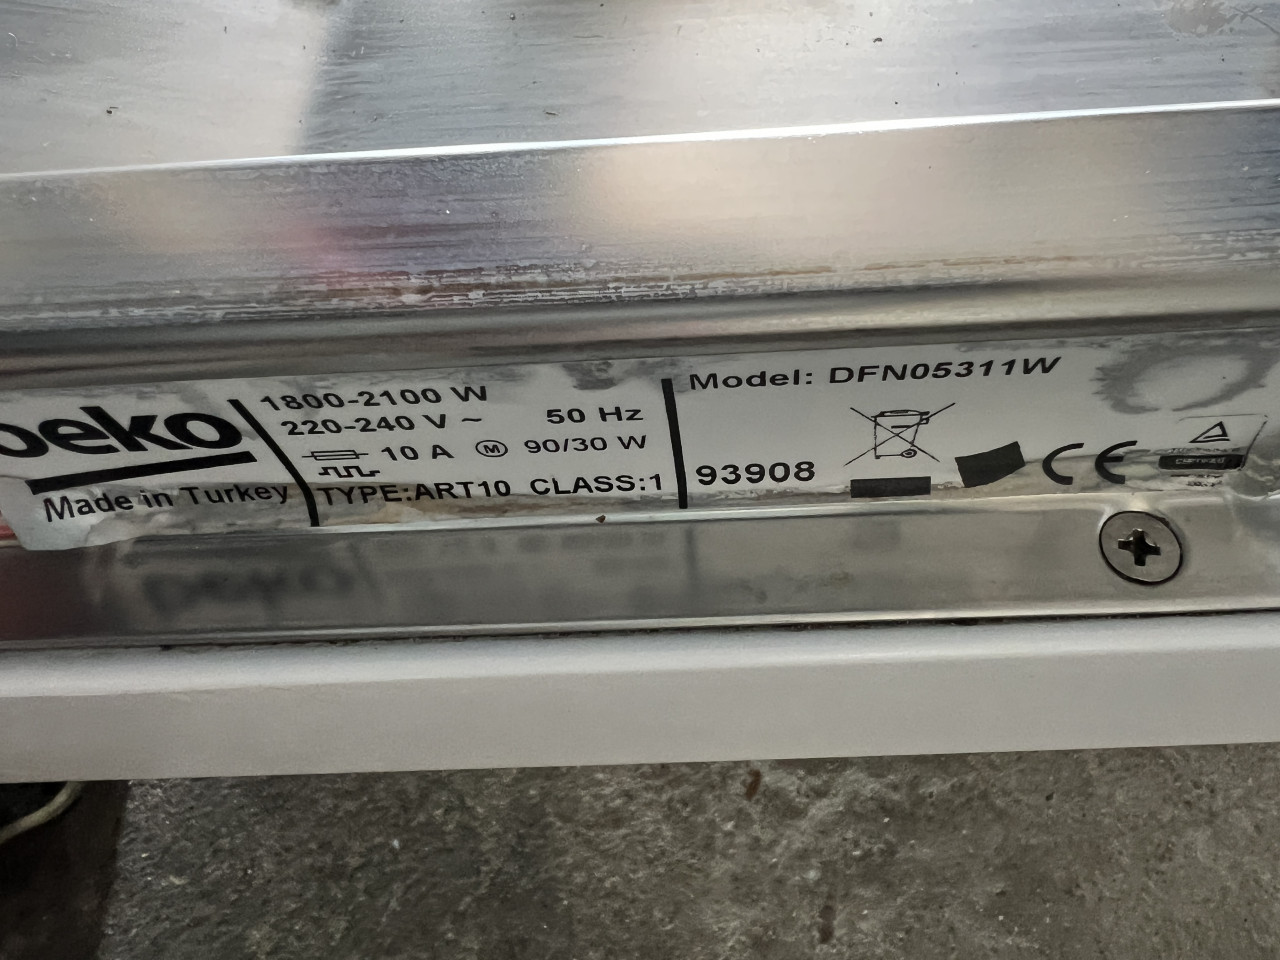 beko
Made in Turkey
1800-2100 W
220-240 V ~ 50 Hz
10 A M 90/30 W
TYPE:ART10 CLASS:1
Model: DFN05311W
93908
CE